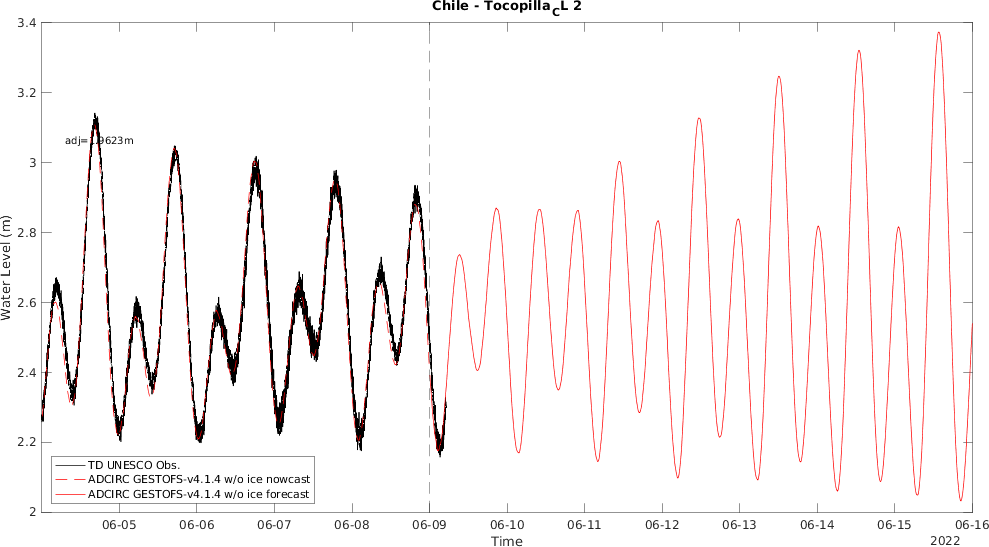 Chile - Tocopilla_CL 2
3.4
3.2
3
2.8
2.6
2.4
2.2
2
Water Level (m)
adj=1.9623m
TD UNESCO Obs.
ADCIRC GESTOFS-v4.1.4 w/o ice nowcast
ADCIRC GESTOFS-v4.1.4 w/o ice forecast
06-05 06-06 06-07 06-08 06-09 06-10 06-11 06-12 06-13 06-14 06-15 06-16
Time
2022